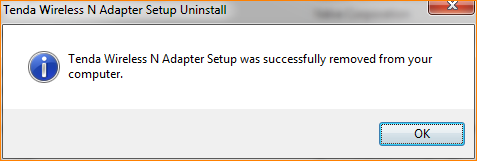 Tenda Wireless N Adapter Setup Uninstall
Tenda Wireless N Adapter Setup was successfully removed from your
computer.
OK